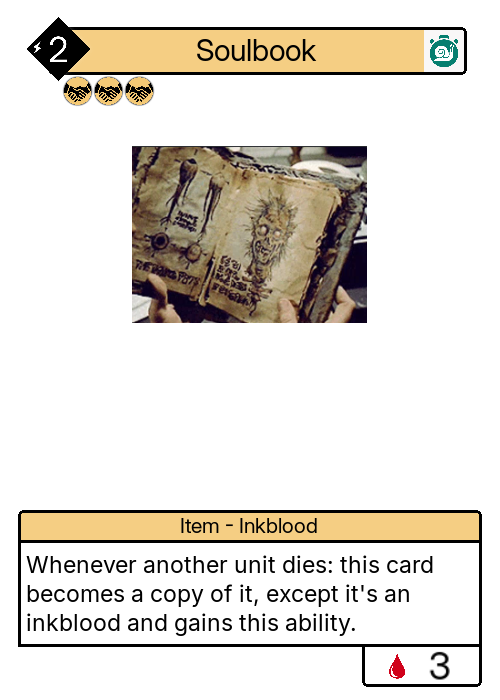 2
Soulbook
Item - Inkblood
Whenever another unit dies: this card
becomes a copy of it, except it's an
inkblood and gains this ability.
3